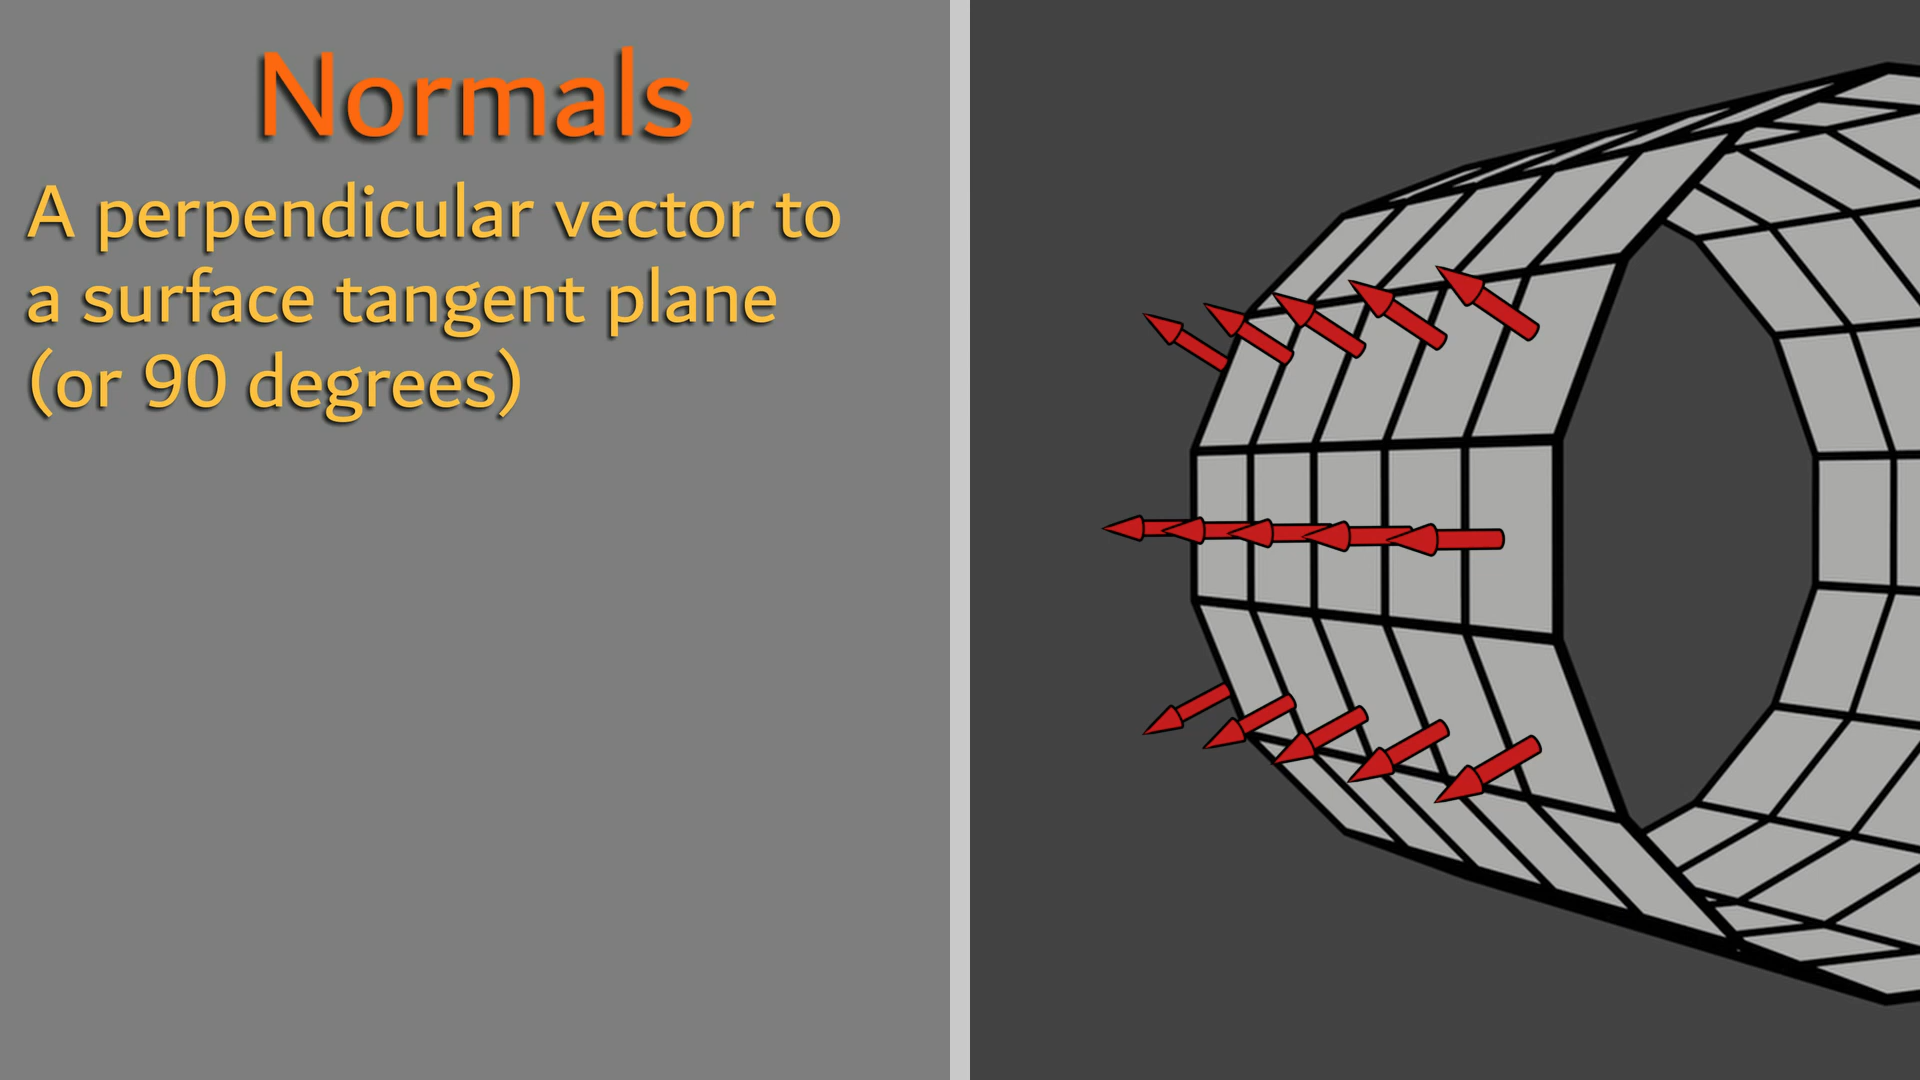 Normals
A perpendicular vector to
a surface tangent plane
(or 90 degrees)